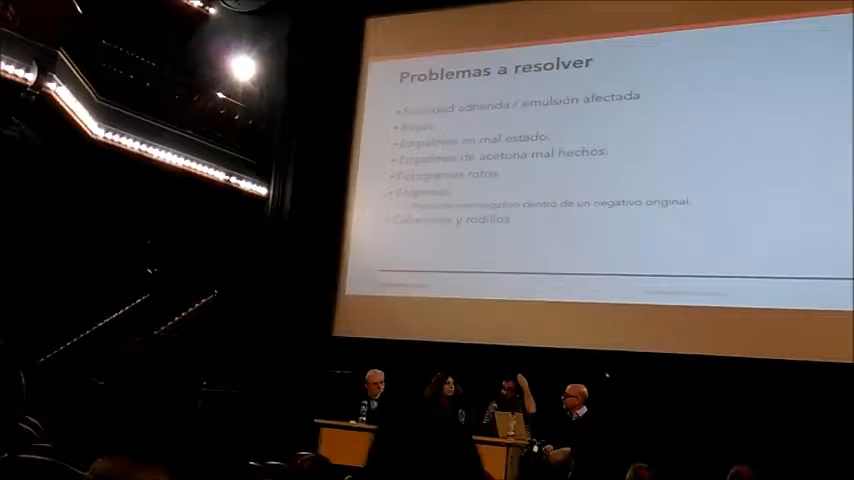 Problemas a resolver
• Suciedad adherida / emulsión afectada
• Rayas
• Empalmes en mal estado.
• Empalmes de acetona mal hechos.
• Fotogramas rotos
dentro de un negativo original.
y rodillos